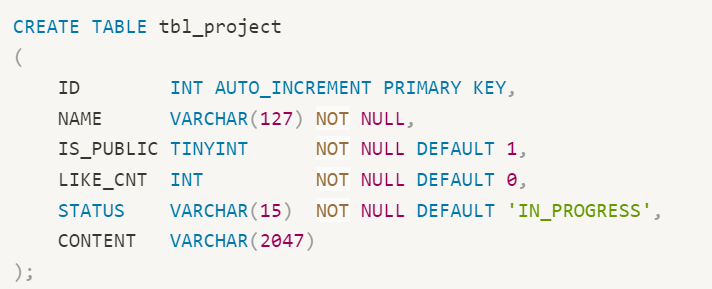 CREATE TABLE tbl_project
(
    ID        INT AUTO_INCREMENT PRIMARY KEY,
    NAME      VARCHAR(127) NOT NULL,
    IS_PUBLIC TINYINT      NOT NULL DEFAULT 1,
    LIKE_CNT  INT          NOT NULL DEFAULT 0,
    STATUS    VARCHAR(15)  NOT NULL DEFAULT 'IN_PROGRESS',
    CONTENT   VARCHAR(2047)
);